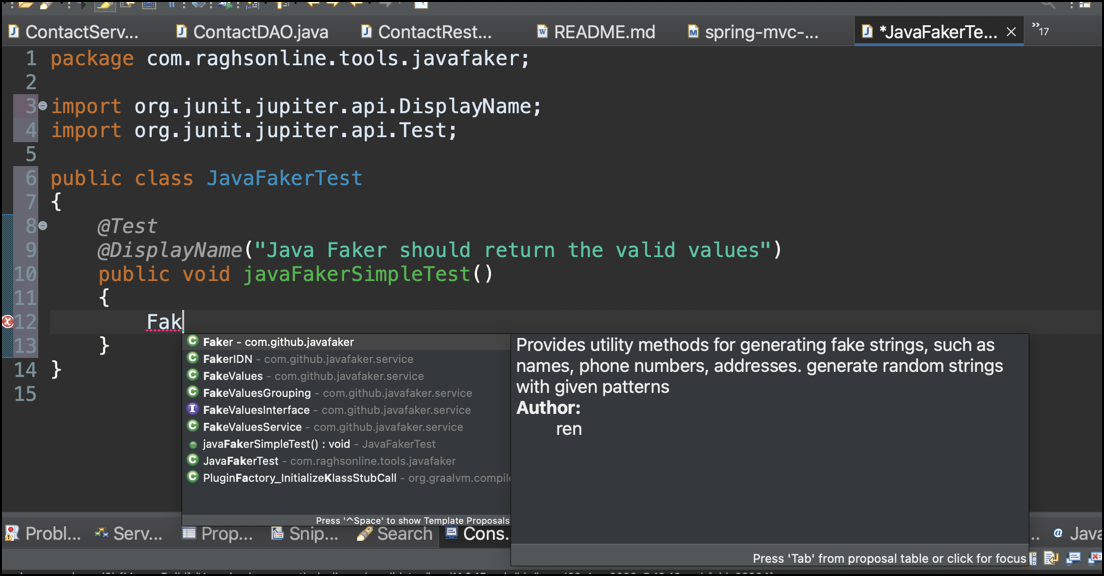 ContactServ... ContactDAO.java ContactRest... README.md spring-mvc-... *JavaFakerTe... 17
1 package com.raghsonline.tools.javafaker;
2
3 import org.junit.jupiter.api.DisplayName;
4 import org.junit.jupiter.api.Test;
5
6 public class JavaFakerTest
7 {
8 @Test
9 @DisplayName("Java Faker should return the valid values")
10 public void javaFakerSimpleTest()
11 {
12 Fak
13 }
14 }
15
Faker - com.github.javafaker
FakerIDN - com.github.javafaker.service
FakeValues - com.github.javafaker.service
FakeValuesGrouping - com.github.javafaker.service
FakeValuesInterface - com.github.javafaker.service
FakeValuesService - com.github.javafaker.service
javaFakerSimpleTest() : void - JavaFakerTest
JavaFakerTest - com.raghsonline.tools.javafaker
PluginFactory_InitializeKlassStubCall - org.graalvm.compile
Press '^Space' to show Template Proposals
Provides utility methods for generating fake strings, such as
names, phone numbers, addresses. generate random strings
with given patterns
Author:
ren
Press 'Tab' from proposal table or click for focus
Probl... Serv... Prop... Snip... Search Cons. Java